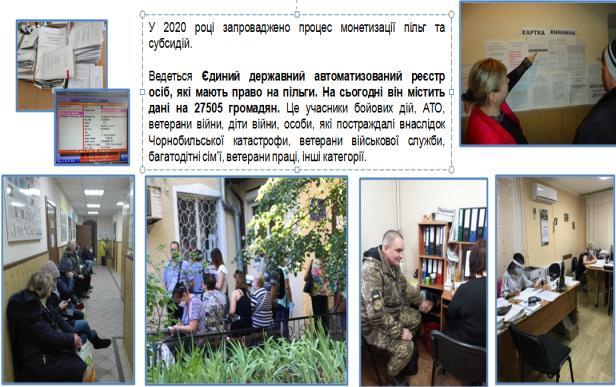 У 2020 році запроваджено процес монетизації пільг та
субсидій.
Ведеться Єдиний державний автоматизований реєстр
осіб, які мають право на пільги. На сьогодні він містить
дані на 27505 громадян. Це учасники бойових дій, АТО,
ветерани війни, діти війни, особи, які постраждали внаслідок
Чорнобильської катастрофи, ветерани військової служби,
багатодітні сім’ї, ветерани праці, інші категорії.
КАРТКА КИЯНИНА